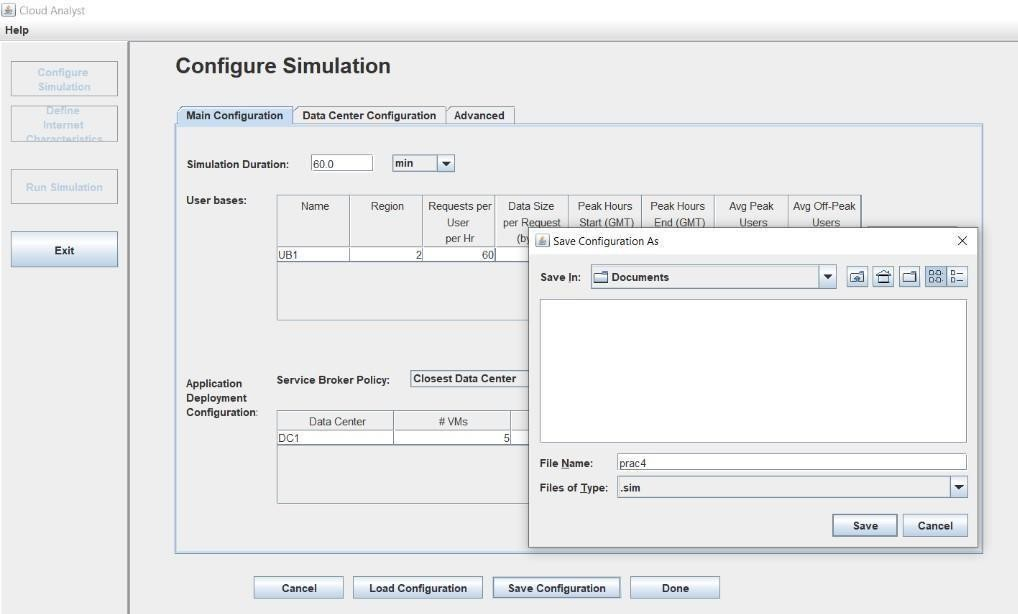 Cloud Analyst
Help
Configure
Simulation
Define
Internet
Characteristics
Run Simulation
Exit
Configure Simulation
Main Configuration
Data Center Configuration
Advanced
Simulation Duration:
60.0
min
User bases:
Name
Region
Requests per
User
per Hr
Data Size
per Request
(by
Peak Hours
Start (GMT)
Peak Hours
End (GMT)
Avg Peak
Users
Avg Off-Peak
Users
UB1
2
60
Application
Deployment
Configuration:
Service Broker Policy:
Closest Data Center
Data Center
# VMs
DC1
5
Save Configuration As
Save In:
Documents
File Name:
prac4
Files of Type:
.sim
Save
Cancel
Cancel
Load Configuration
Save Configuration
Done